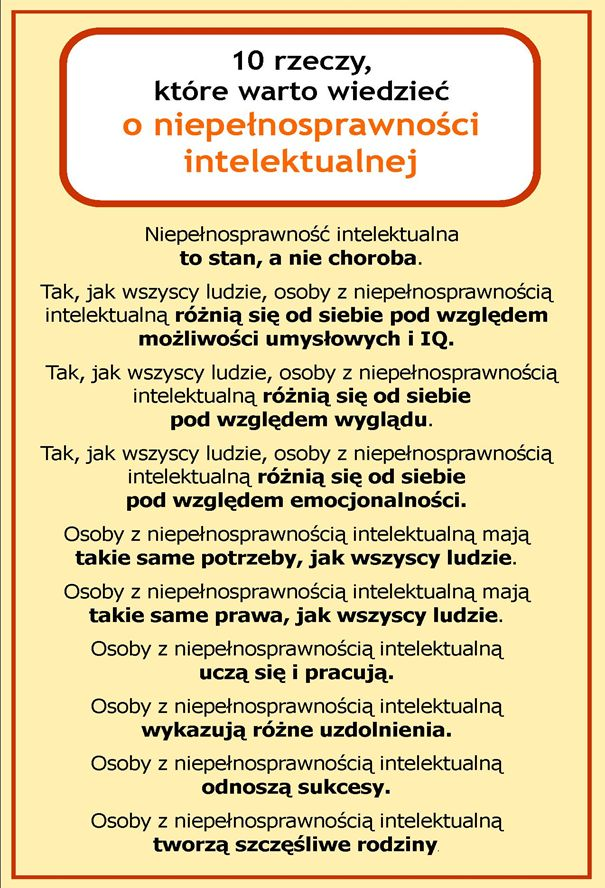 10 rzeczy,
które warto wiedzieć
o niepełnosprawności
intelektualnej
Niepełnosprawność intelektualna
to stan, a nie choroba.
Tak, jak wszyscy ludzie, osoby z niepełnosprawnością
intelektualną różnią się od siebie pod względem
możliwości umysłowych i IQ.
Tak, jak wszyscy ludzie, osoby z niepełnosprawnością
intelektualną różnią się od siebie
pod względem wyglądu.
Tak, jak wszyscy ludzie, osoby z niepełnosprawnością
intelektualną różnią się od siebie
pod względem emocjonalności.
Osoby z niepełnosprawnością intelektualną mają
takie same potrzeby, jak wszyscy ludzie.
Osoby z niepełnosprawnością intelektualną mają
takie same prawa, jak wszyscy ludzie.
Osoby z niepełnosprawnością intelektualną
uczą się i pracują.
Osoby z niepełnosprawnością intelektualną
wykazują różne uzdolnienia.
Osoby z niepełnosprawnością intelektualną
odnoszą sukcesy.
Osoby z niepełnosprawnością intelektualną
tworzą szczęśliwe rodziny.